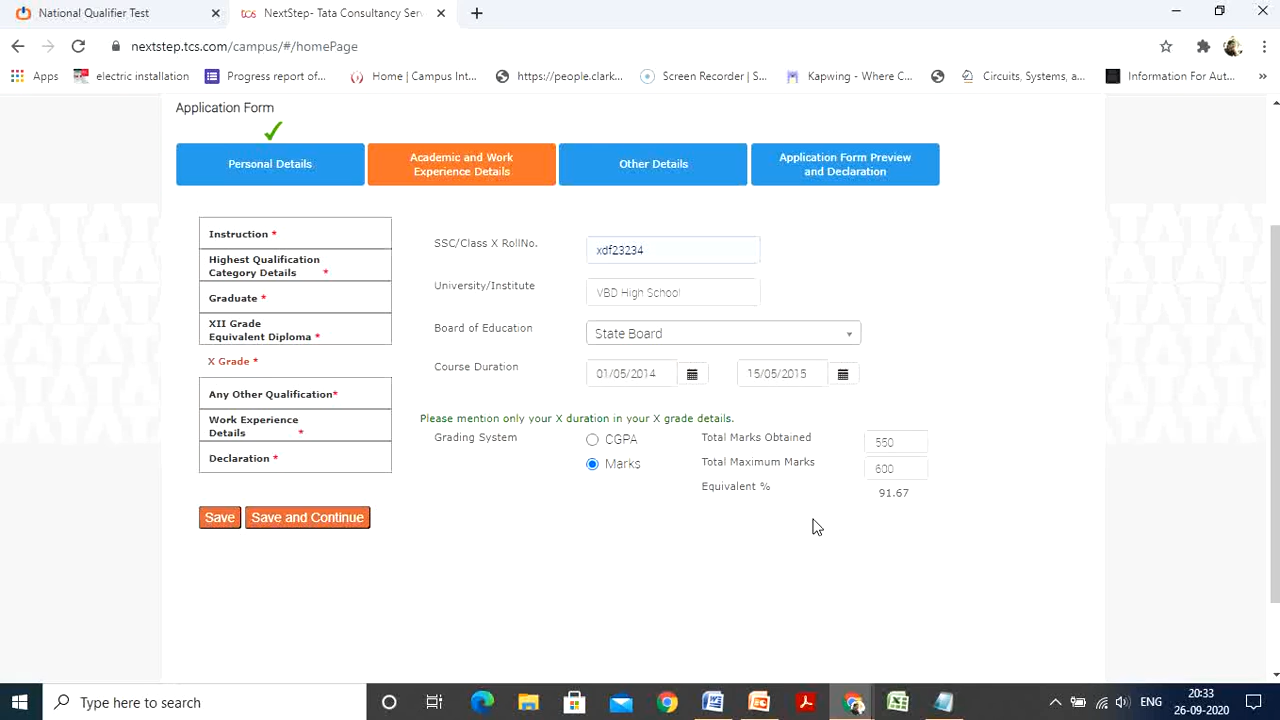 National Qualifier Test
NextStep- Tata Consultancy Serv
nextstep.tcs.com/campus/#/homePage
Apps electric installation Progress report of... Home | Campus Int... https://people.clark... Screen Recorder | S... Kapwing - Where C... Circuits, Systems, a... Information For Aut... »
Application Form
Personal Details
Academic and Work
Experience Details
Other Details
Application Form Preview
and Declaration
Instruction *
Highest Qualification
Category Details *
Graduate *
XII Grade
Equivalent Diploma *
X Grade *
Any Other Qualification*
Work Experience
Details *
Declaration *
Save Save and Continue
SSC/Class X RollNo. xdf23234
University/Institute VBD High School
Board of Education State Board
Course Duration 01/05/2014 15/05/2015
Please mention only your X duration in your X grade details.
Grading System CGPA
Marks
Total Marks Obtained 550
Total Maximum Marks 600
Equivalent % 91.67
TATA
Type here to search
ENG
20:33
26-09-2020